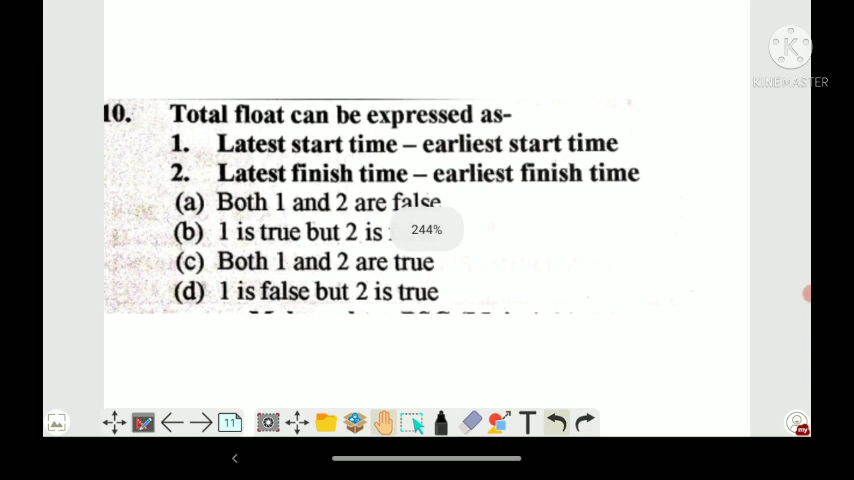 KINEMASTER
10. Total float can be expressed as-
1. Latest start time – earliest start time
2. Latest finish time – earliest finish time
(a) Both 1 and 2 are false
(b) 1 is true but 2 is
244%
(c) Both 1 and 2 are true
(d) 1 is false but 2 is true
11
T
my